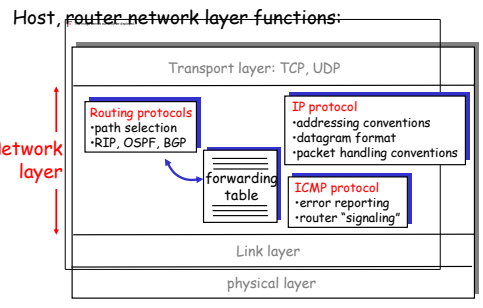 Host, router network layer functions:
Transport layer: TCP, UDP
Routing protocols
•path selection
•RIP, OSPF, BGP
IP protocol
•addressing conventions
•datagram format
•packet handling conventions
Network
layer
forwarding
table
ICMP protocol
•error reporting
•router “signaling”
Link layer
physical layer